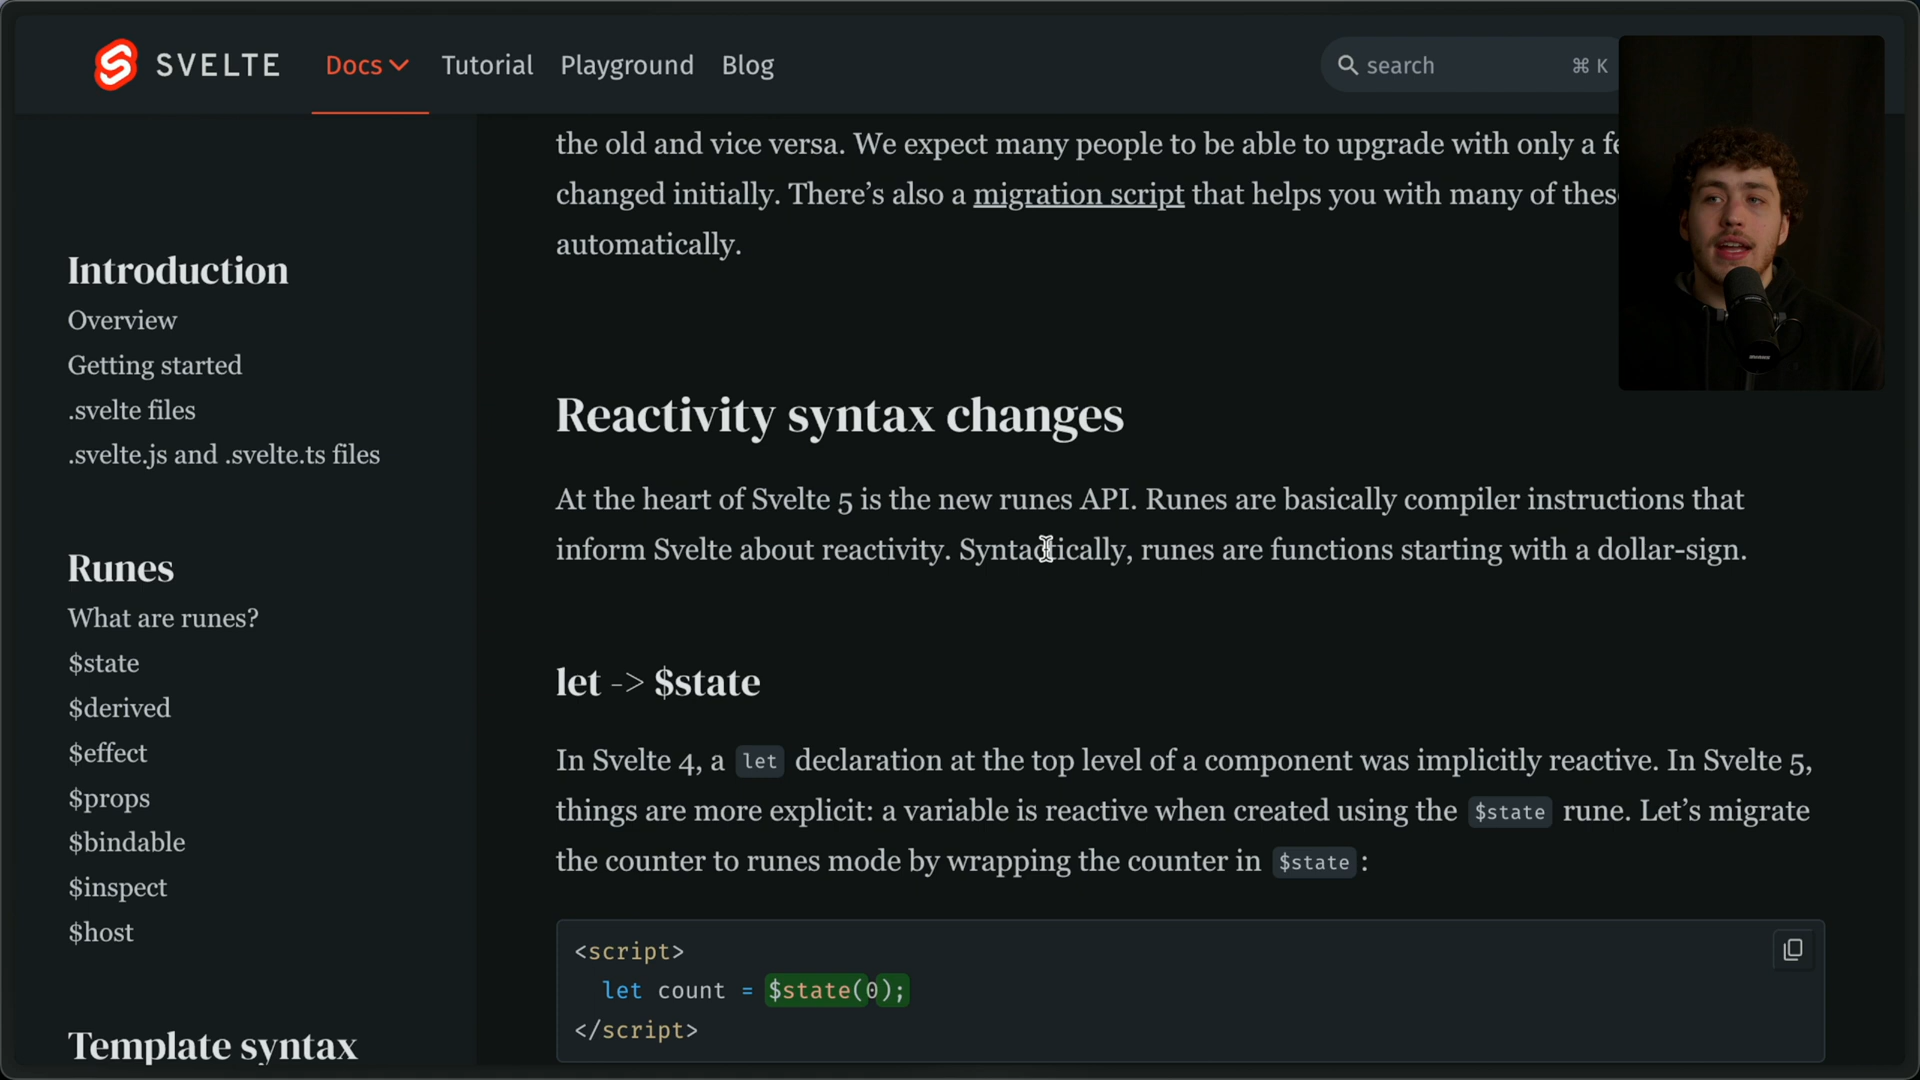 SVELTE
Docs
Tutorial
Playground
Blog
search
⌘ K
Introduction
Overview
Getting started
.svelte files
.svelte.js and .svelte.ts files
Runes
What are runes?
$state
$derived
$effect
$props
$bindable
$inspect
$host
Template syntax
the old and vice versa. We expect many people to be able to upgrade with only a
changed initially. There’s also a migration script that helps you with many of
automatically.
Reactivity syntax changes
At the heart of Svelte 5 is the new runes API. Runes are basically compiler instructions that
inform Svelte about reactivity. Syntactically, runes are functions starting with a dollar-sign.
let -> $state
In Svelte 4, a let declaration at the top level of a component was implicitly reactive. In Svelte 5,
things are more explicit: a variable is reactive when created using the $state rune. Let’s migrate
the counter to runes mode by wrapping the counter in $state :
<script>
let count = $state(0);
</script>